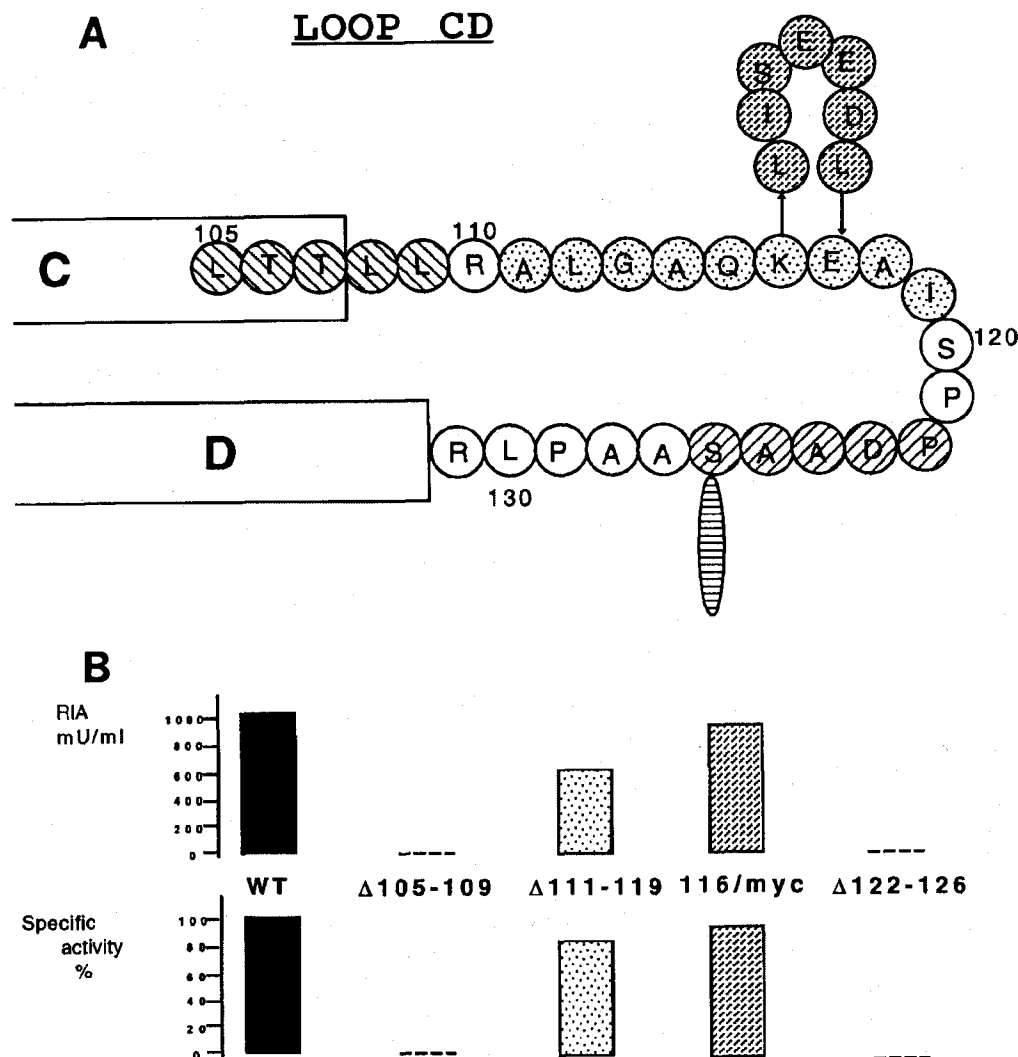 A
LOOP CD
E
S E
I D
L L
105 110
C
L T T L L R A L G A Q K E A
I
S 120
P
D
R L P A A S A A D P
130
B
RIA
mU/ml
1000
800
600
400
200
0
WT Δ105-109 Δ111-119 116/myc Δ122-126
Specific
activity
%
100
80
60
40
20
0